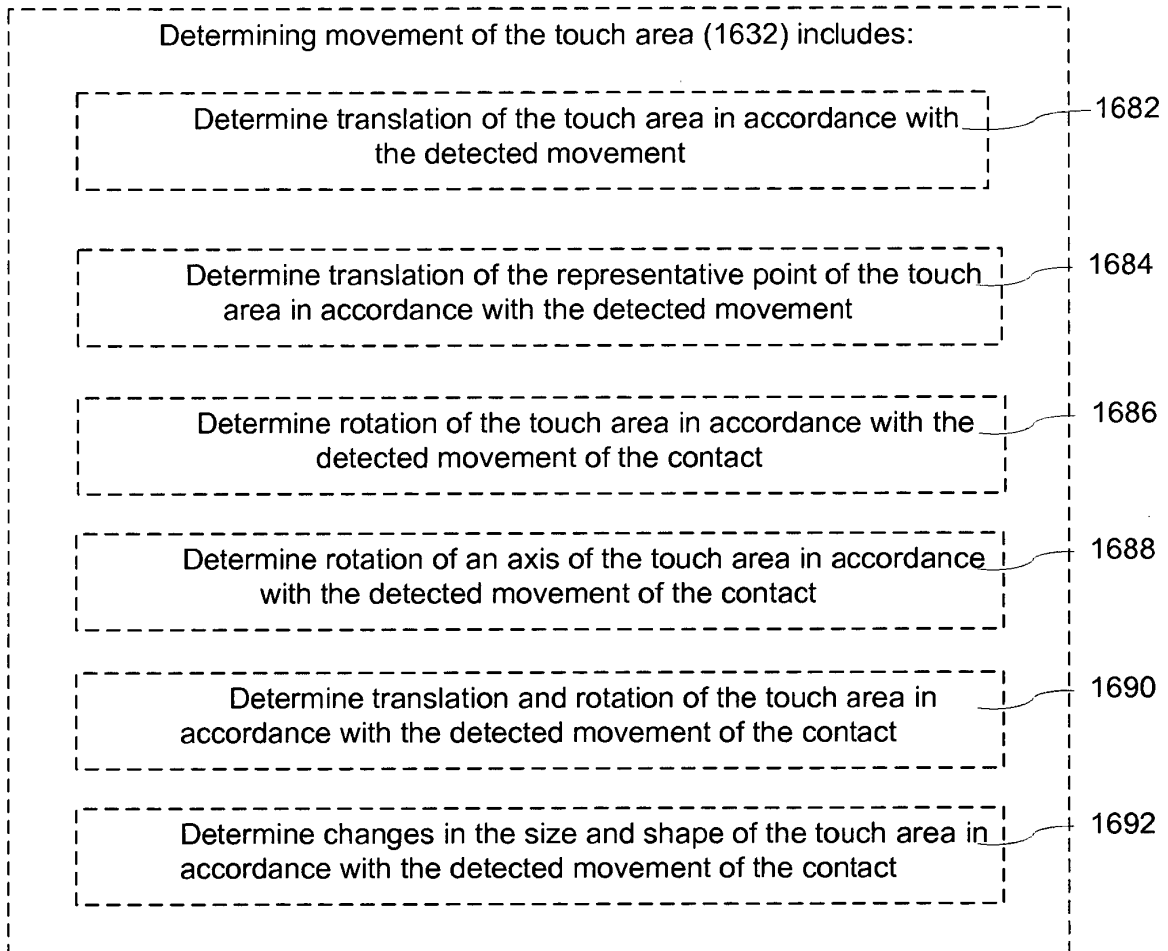 Determining movement of the touch area (1632) includes:
Determine translation of the touch area in accordance with
the detected movement
1682
Determine translation of the representative point of the touch
area in accordance with the detected movement
1684
Determine rotation of the touch area in accordance with the
detected movement of the contact
1686
Determine rotation of an axis of the touch area in accordance
with the detected movement of the contact
1688
Determine translation and rotation of the touch area in
accordance with the detected movement of the contact
1690
Determine changes in the size and shape of the touch area in
accordance with the detected movement of the contact
1692